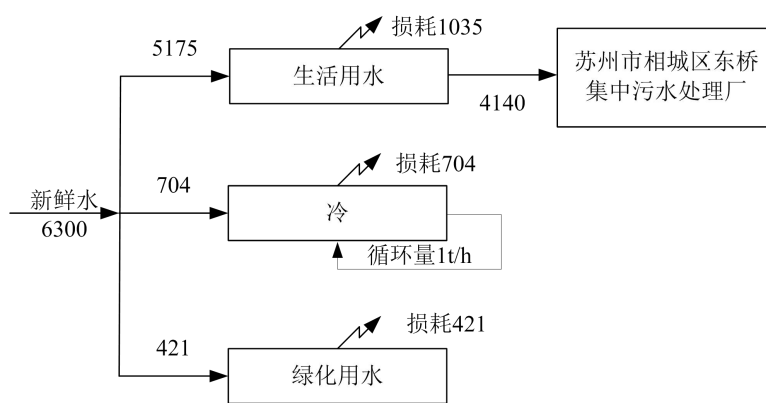 5175
损耗1035
生活用水
4140
苏州市相城区东桥
集中污水处理厂
新鲜水
6300
704
损耗704
冷
循环量1t/h
421
损耗421
绿化用水